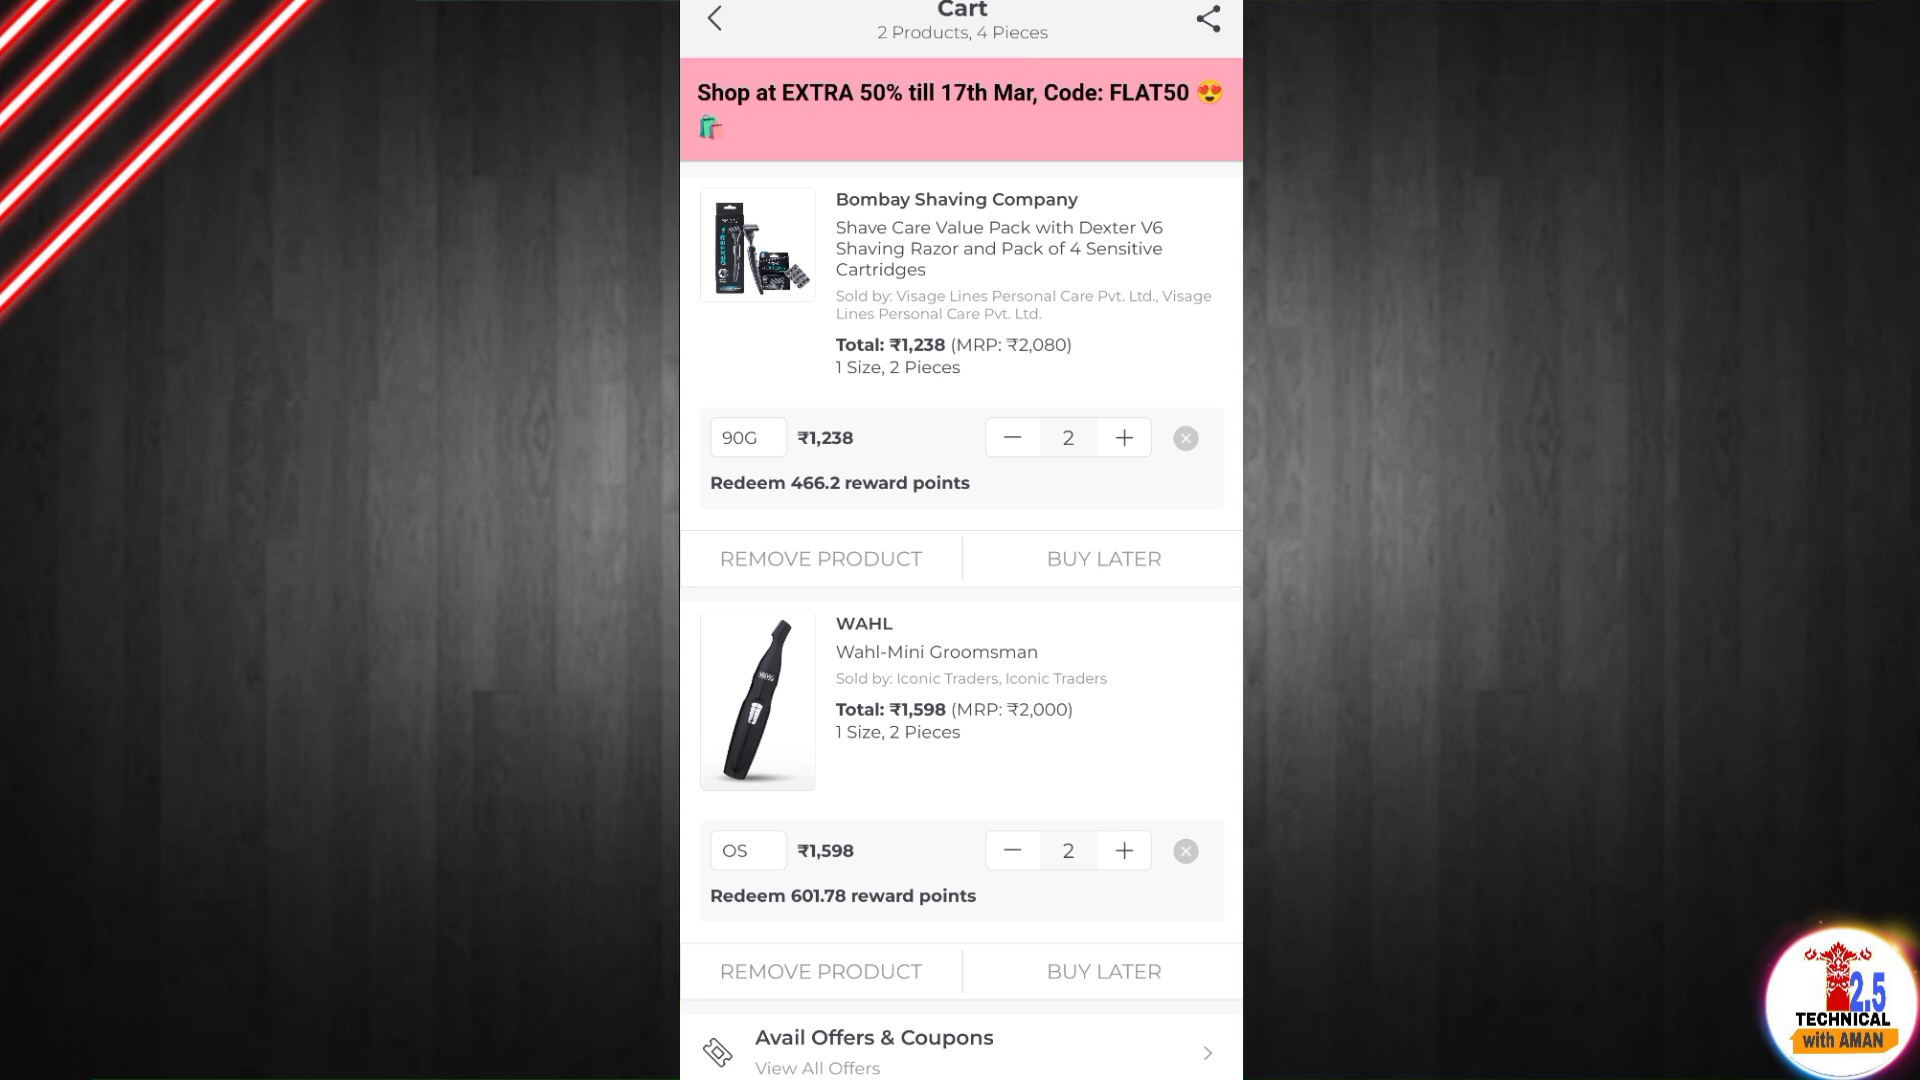 Cart
2 Products, 4 Pieces
Shop at EXTRA 50% till 17th Mar, Code: FLAT50 😍
🛍️
Bombay Shaving Company
Shave Care Value Pack with Dexter V6
Shaving Razor and Pack of 4 Sensitive
Cartridges
Sold by: Visage Lines Personal Care Pvt. Ltd., Visage
Lines Personal Care Pvt. Ltd.
Total: ₹1,238 (MRP: ₹2,080)
1 Size, 2 Pieces
90G ₹1,238 — 2 +
Redeem 466.2 reward points
REMOVE PRODUCT BUY LATER
WAHL
Wahl-Mini Groomsman
Sold by: Iconic Traders, Iconic Traders
Total: ₹1,598 (MRP: ₹2,000)
1 Size, 2 Pieces
OS ₹1,598 — 2 +
Redeem 601.78 reward points
REMOVE PRODUCT BUY LATER
Avail Offers & Coupons
View All Offers
2.5
TECHNICAL
with AMAN